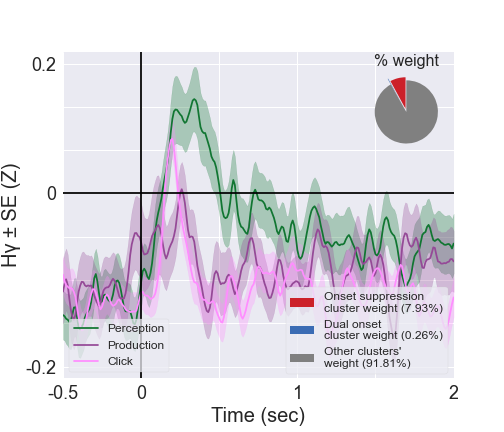 % weight
0.2
0
-0.2
Hγ ± SE (Z)
Perception
Production
Click
Onset suppression
cluster weight (7.93%)
Dual onset
cluster weight (0.26%)
Other clusters'
weight (91.81%)
-0.5 0 1 2
Time (sec)